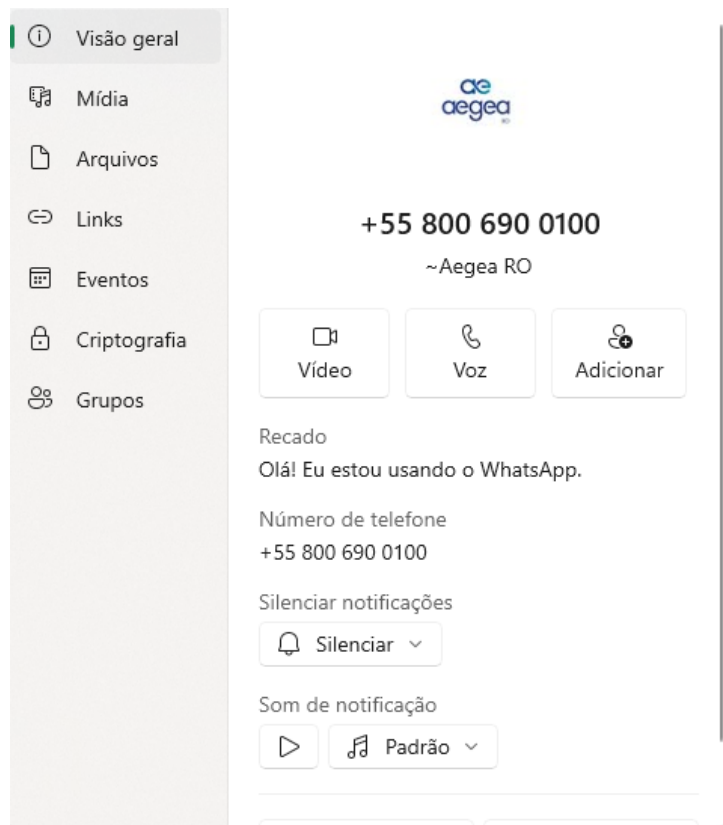 Visão geral
Mídia
Arquivos
Links
Eventos
Criptografia
Grupos
ae
aegea
RO
+55 800 690 0100
~Aegea RO
Vídeo
Voz
Adicionar
Recado
Olá! Eu estou usando o WhatsApp.
Número de telefone
+55 800 690 0100
Silenciar notificações
Silenciar
Som de notificação
Padrão